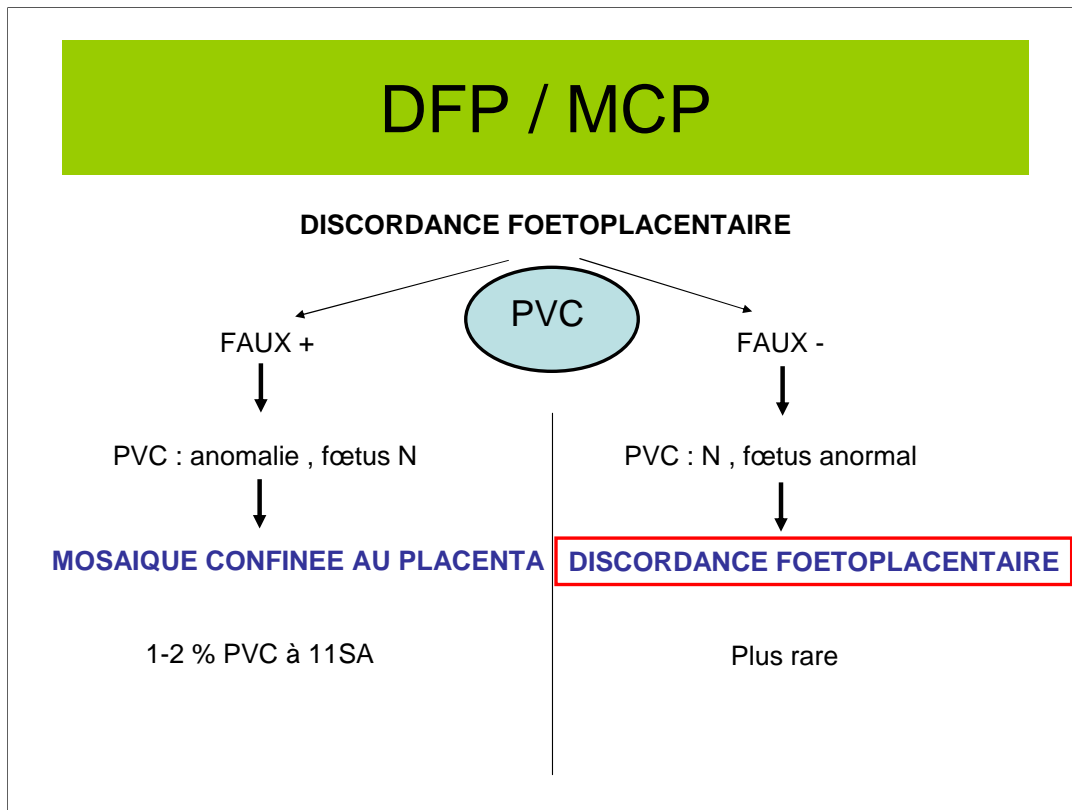 DFP / MCP
DISCORDANCE FOETOPLACENTAIRE
PVC
FAUX +
FAUX -
PVC : anomalie , fœtus N
PVC : N , fœtus anormal
MOSAIQUE CONFINEE AU PLACENTA
DISCORDANCE FOETOPLACENTAIRE
1-2 % PVC à 11SA
Plus rare